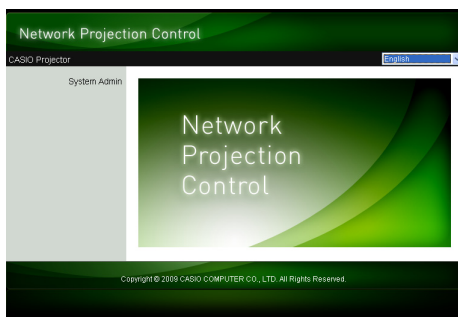 Network Projection Control
CASIO Projector
English
System Admin
Network
Projection
Control
Copyright © 2009 CASIO COMPUTER CO., LTD. All Rights Reserved.